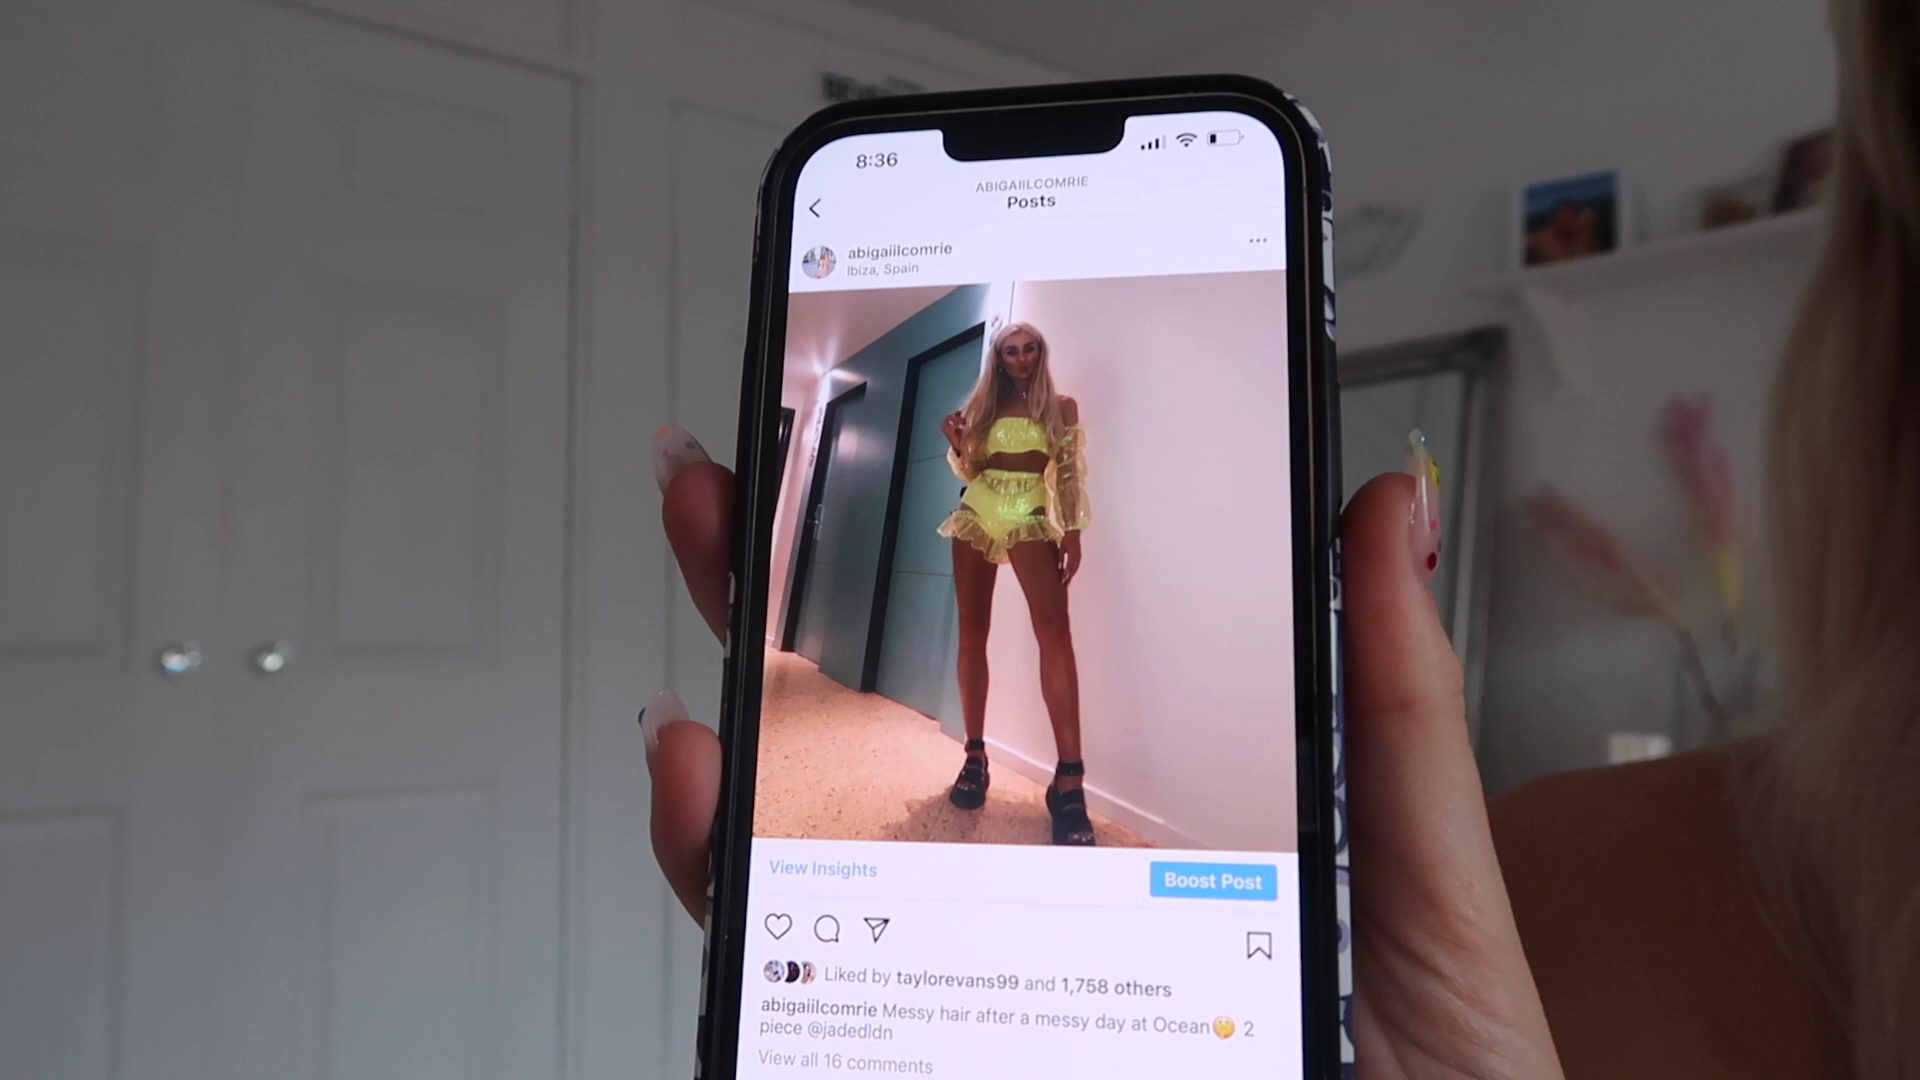 8:36
ABIGAIILCOMRIE
Posts
abigaiilcomrie
Ibiza, Spain
View Insights
Boost Post
Liked by taylorevans99 and 1,758 others
abigaiilcomrie Messy hair after a messy day at Ocean🤫 2
piece @jadedldn
View all 16 comments